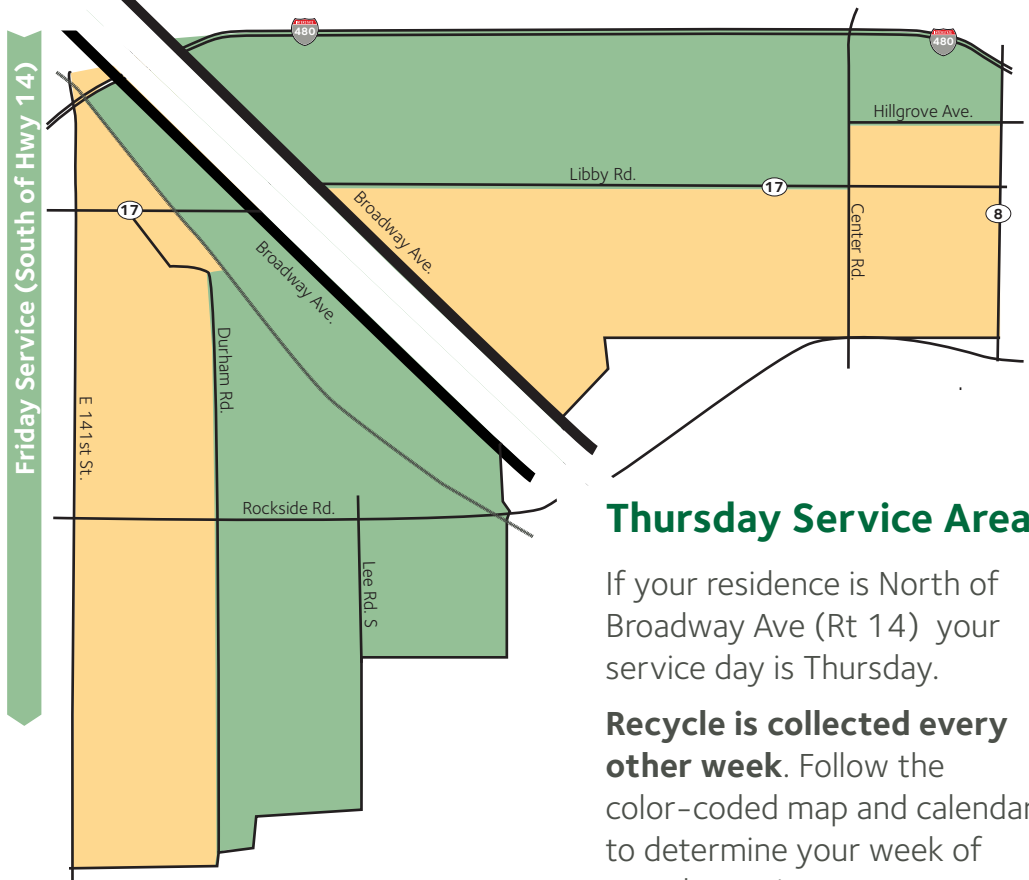 Friday Service (South of Hwy 14)
480
480
Hillgrove Ave.
Libby Rd.
17
17
8
Center Rd.
Broadway Ave.
Broadway Ave.
Durham Rd.
E 141st St.
Rockside Rd.
Lee Rd. S
Thursday Service Area
If your residence is North of
Broadway Ave (Rt 14) your
service day is Thursday.
Recycle is collected every
other week. Follow the
color-coded map and calendar
to determine your week of